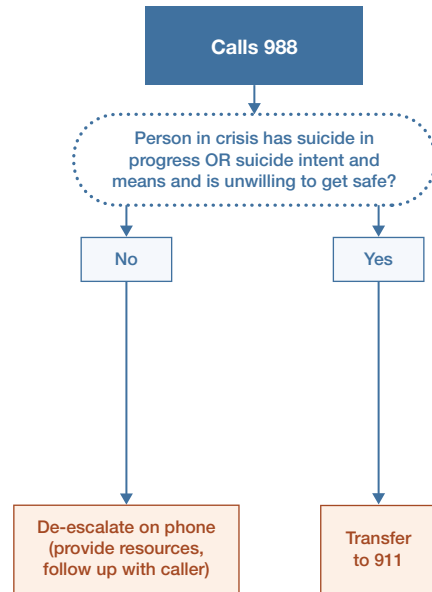 Calls 988
Person in crisis has suicide in
progress OR suicide intent and
means and is unwilling to get safe?
No
Yes
De-escalate on phone
(provide resources,
follow up with caller)
Transfer
to 911